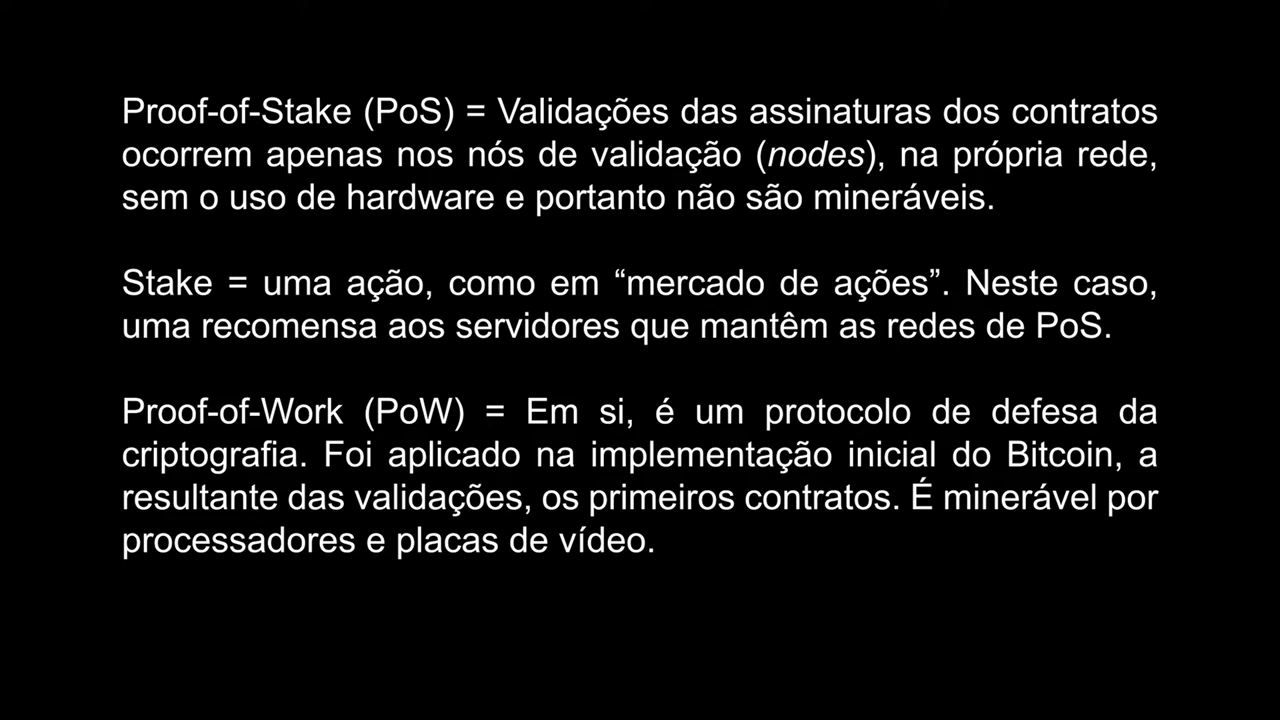 Proof-of-Stake (PoS) = Validações das assinaturas dos contratos
ocorrem apenas nos nós de validação (nodes), na própria rede,
sem o uso de hardware e portanto não são mineráveis.
Stake = uma ação, como em “mercado de ações”. Neste caso,
uma recomensa aos servidores que mantêm as redes de PoS.
Proof-of-Work (PoW) = Em si, é um protocolo de defesa da
criptografia. Foi aplicado na implementação inicial do Bitcoin, a
resultante das validações, os primeiros contratos. É minerável por
processadores e placas de vídeo.